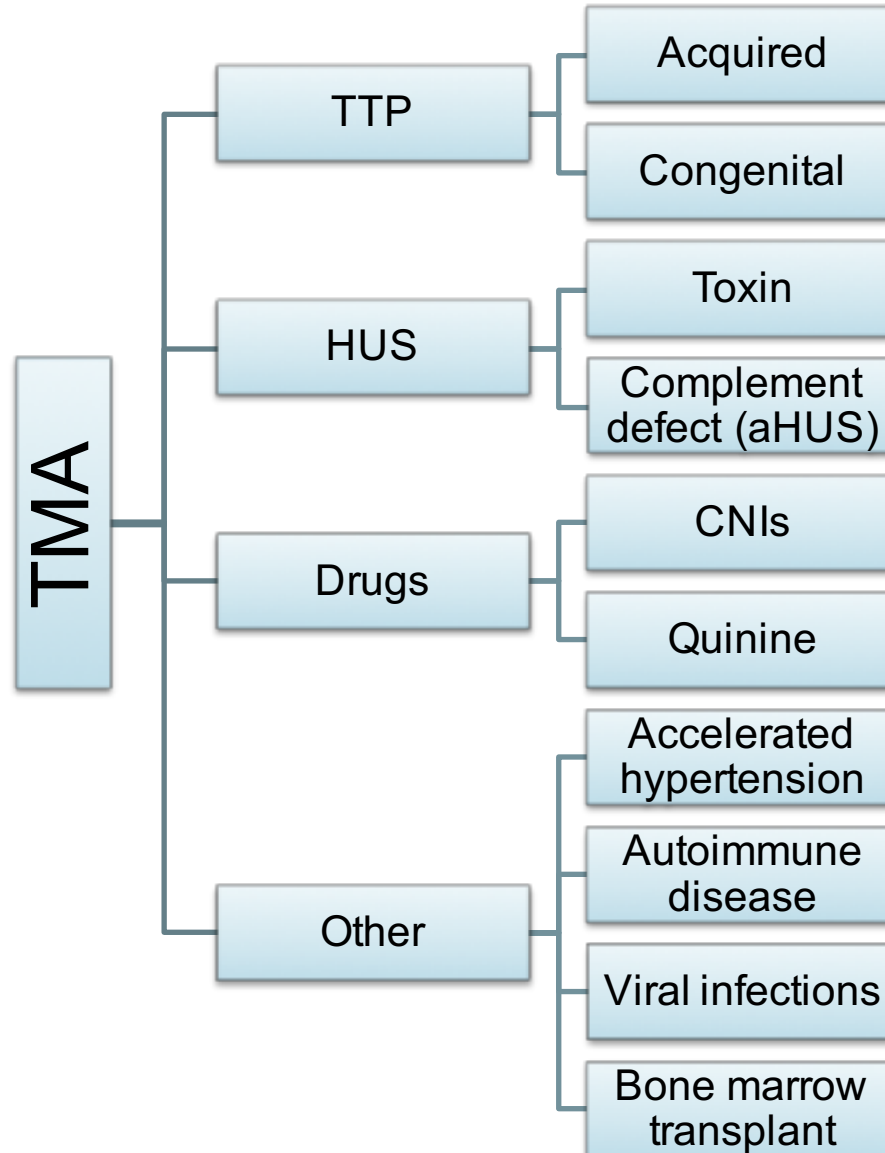 TMA
TTP
Acquired
Congenital
HUS
Toxin
Complement
defect (aHUS)
Drugs
CNIs
Quinine
Other
Accelerated
hypertension
Autoimmune
disease
Viral infections
Bone marrow
transplant